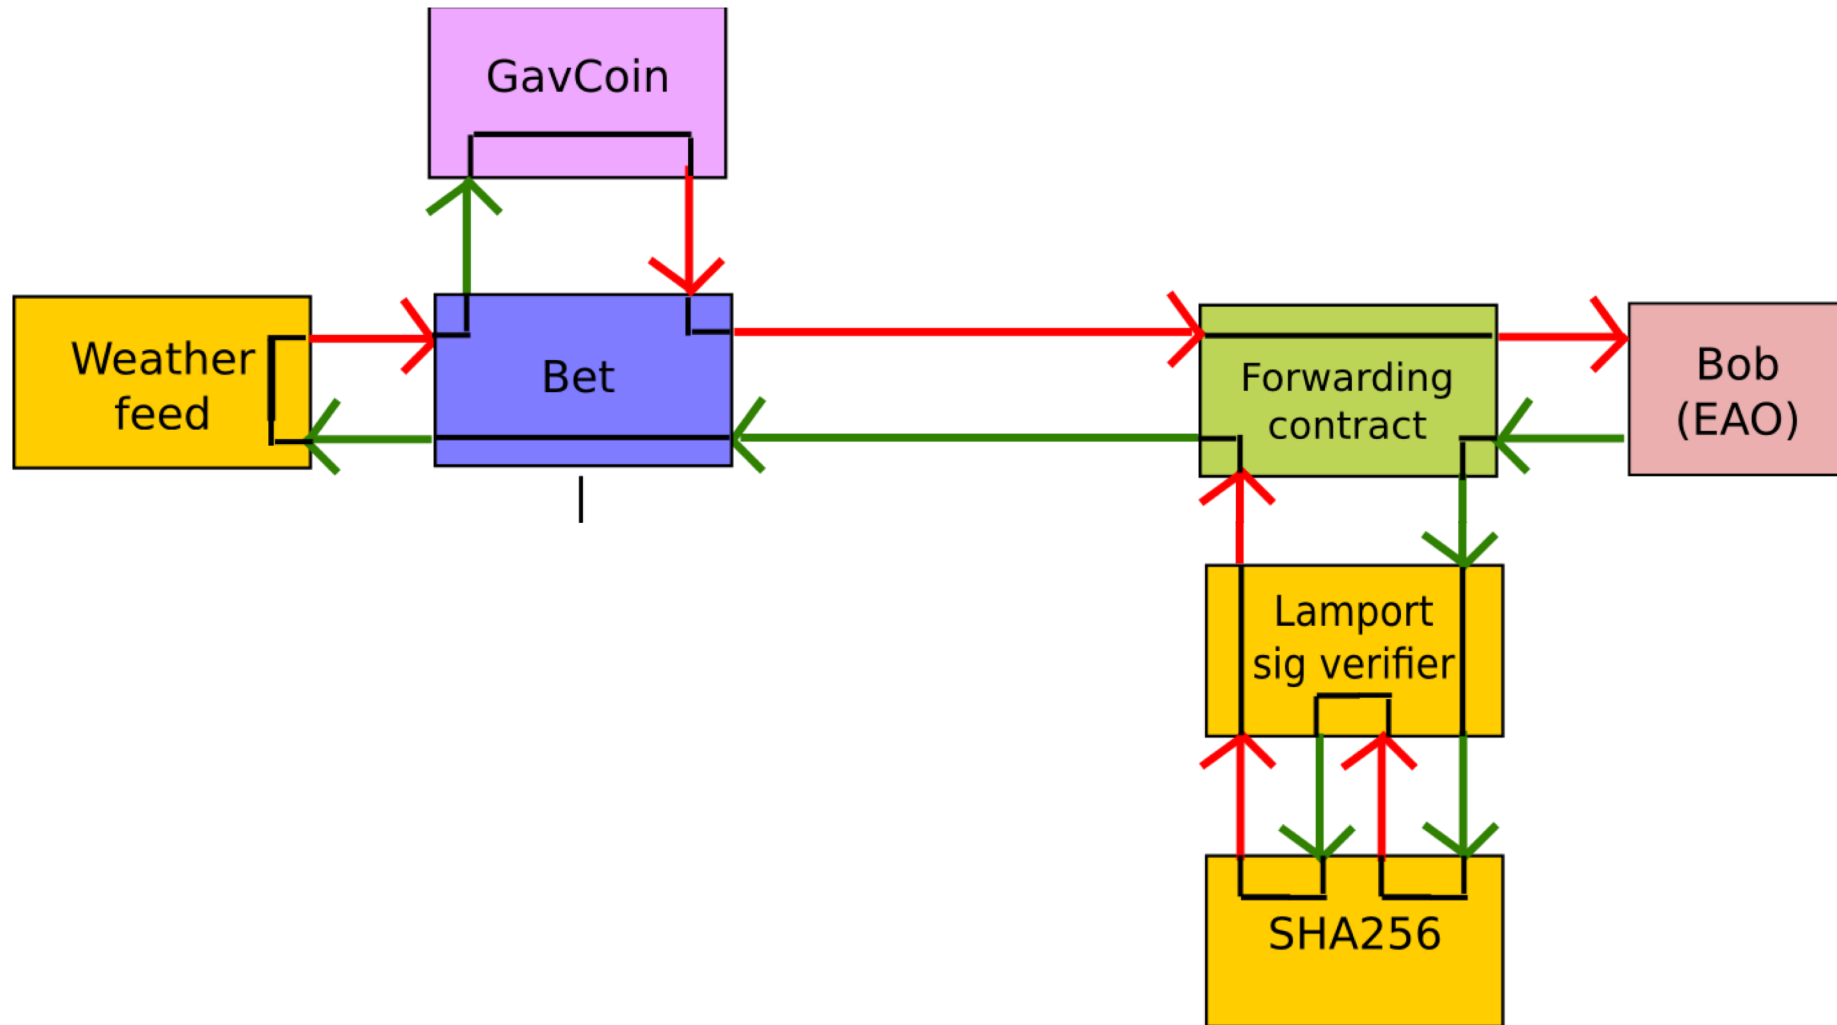 GavCoin
Weather
feed
Bet
Forwarding
contract
Bob
(EAO)
Lamport
sig verifier
SHA256